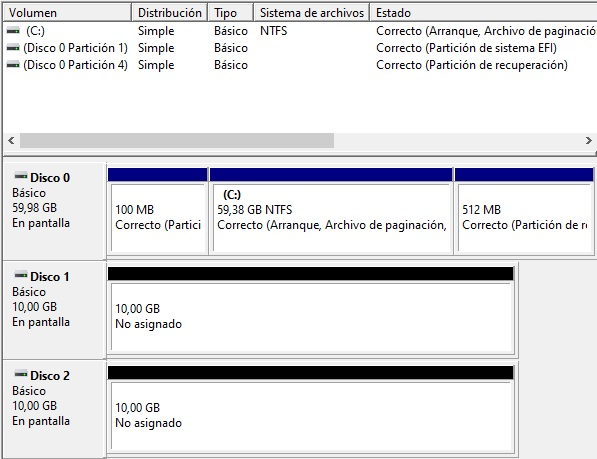 Volumen Distribución Tipo Sistema de archivos Estado
(C:) Simple Básico NTFS Correcto (Arranque, Archivo de paginació
(Disco 0 Partición 1) Simple Básico Correcto (Partición de sistema EFI)
(Disco 0 Partición 4) Simple Básico Correcto (Partición de recuperación)
Disco 0
Básico
59,98 GB
En pantalla
100 MB
Correcto (Partici
(C:)
59,38 GB NTFS
Correcto (Arranque, Archivo de paginación,
512 MB
Correcto (Partición de re
Disco 1
Básico
10,00 GB
En pantalla
10,00 GB
No asignado
Disco 2
Básico
10,00 GB
En pantalla
10,00 GB
No asignado